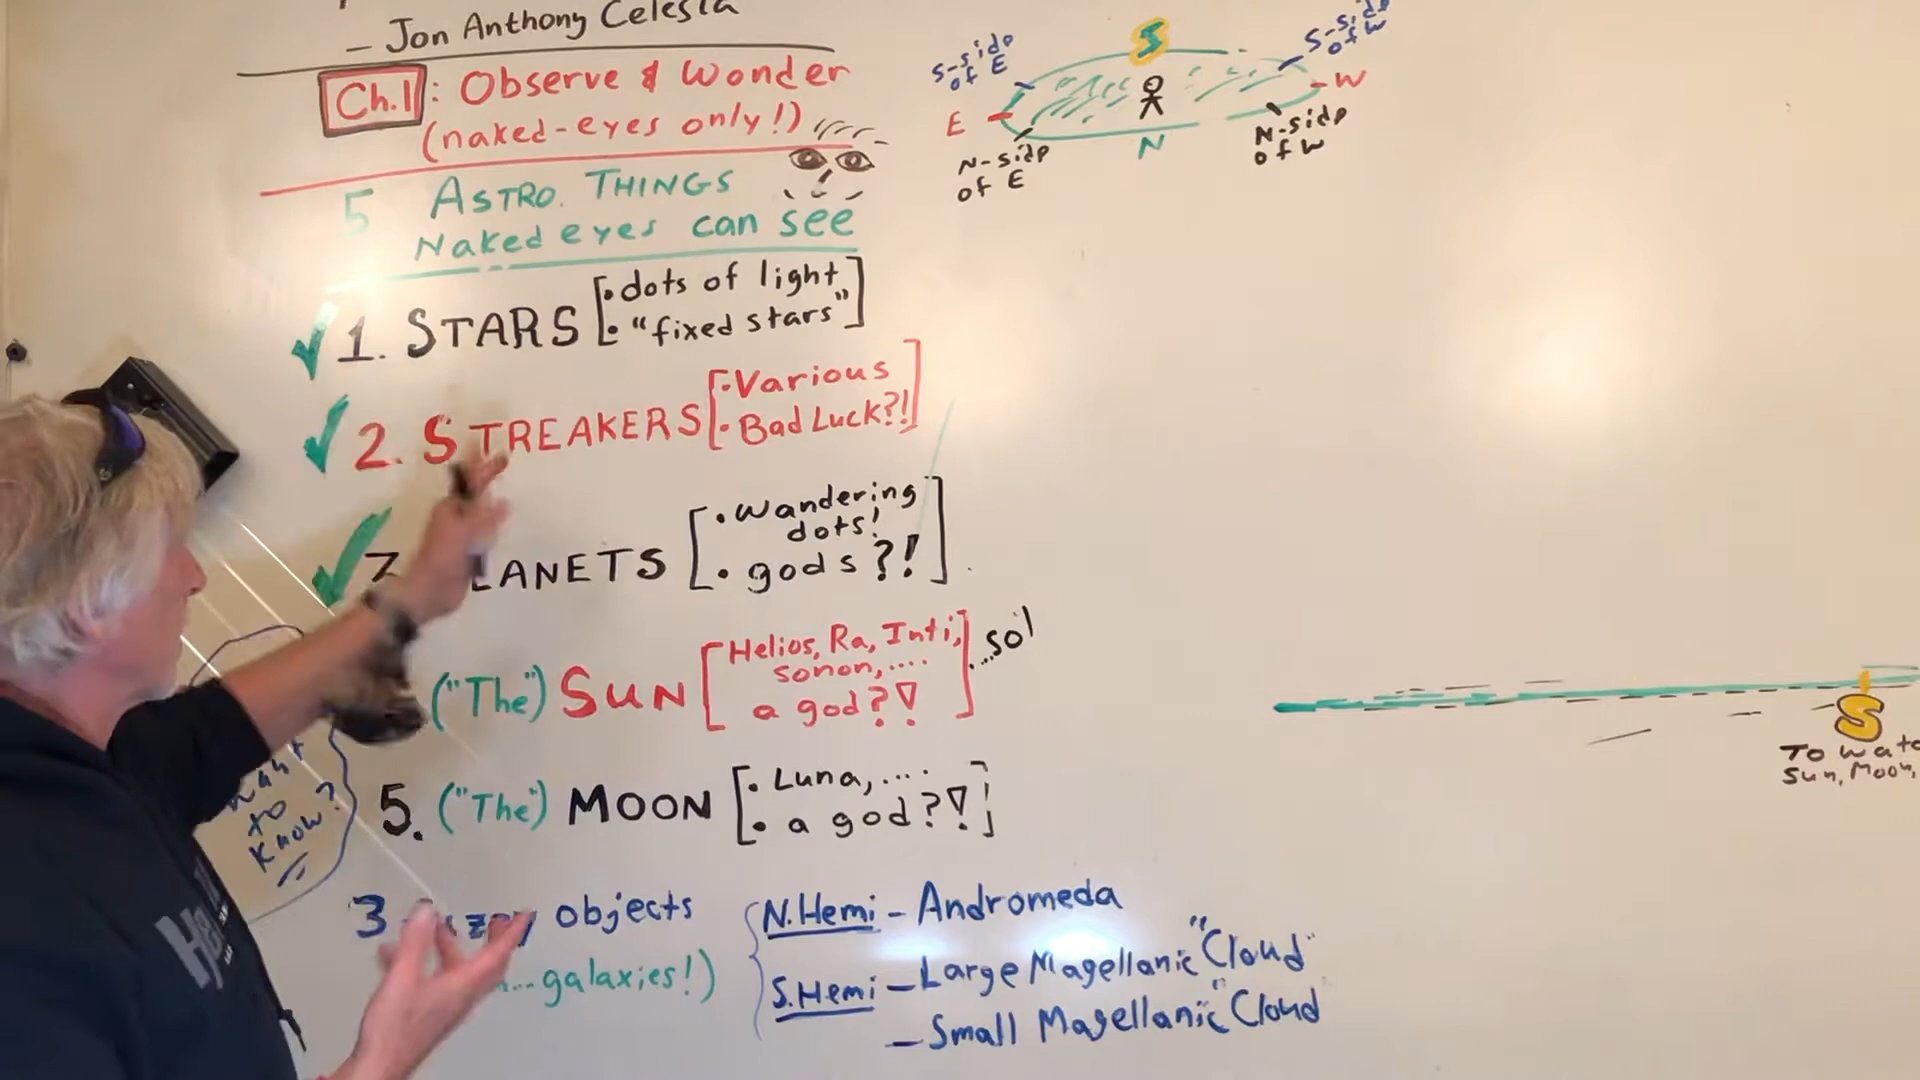 – Jon Anthony Celesta
Ch.1: Observe & Wonder
(naked-eyes only!)
5 ASTRO. THINGS
Naked eyes can see
1. STARS
• dots of light
• "fixed stars"
2. STREAKERS
• Various
• Bad Luck?!
LANETS
• Wandering
dots!
• gods?!
("The") SUN
Helios, Ra, Inti,
sonon, ....
a god?!
...sol
5. ("The") MOON
• Luna, ....
• a god?!
3 objects
...galaxies!)
N.Hemi – Andromeda
S.Hemi – Large Magellanic "Cloud"
– Small Magellanic "Cloud"
to
Know?
S
S-side
of E
S-side
of W
E
W
N-side
of E
N
N-side
of W
S
To watc
Sun, Moon,